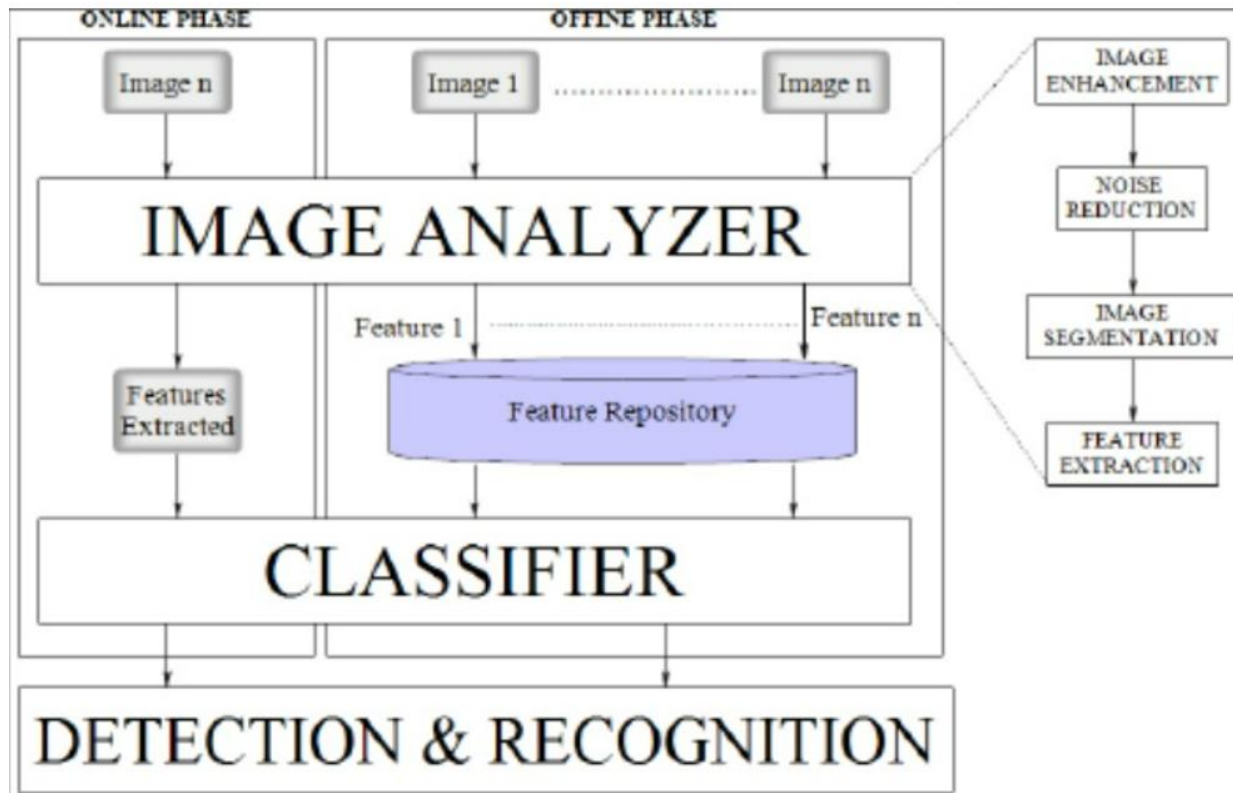 ONLINE PHASE
OFFINE PHASE
Image n
Image 1
Image n
IMAGE ANALYZER
Feature 1
Feature n
Features
Extracted
Feature Repository
CLASSIFIER
DETECTION & RECOGNITION
IMAGE
ENHANCEMENT
NOISE
REDUCTION
IMAGE
SEGMENTATION
FEATURE
EXTRACTION